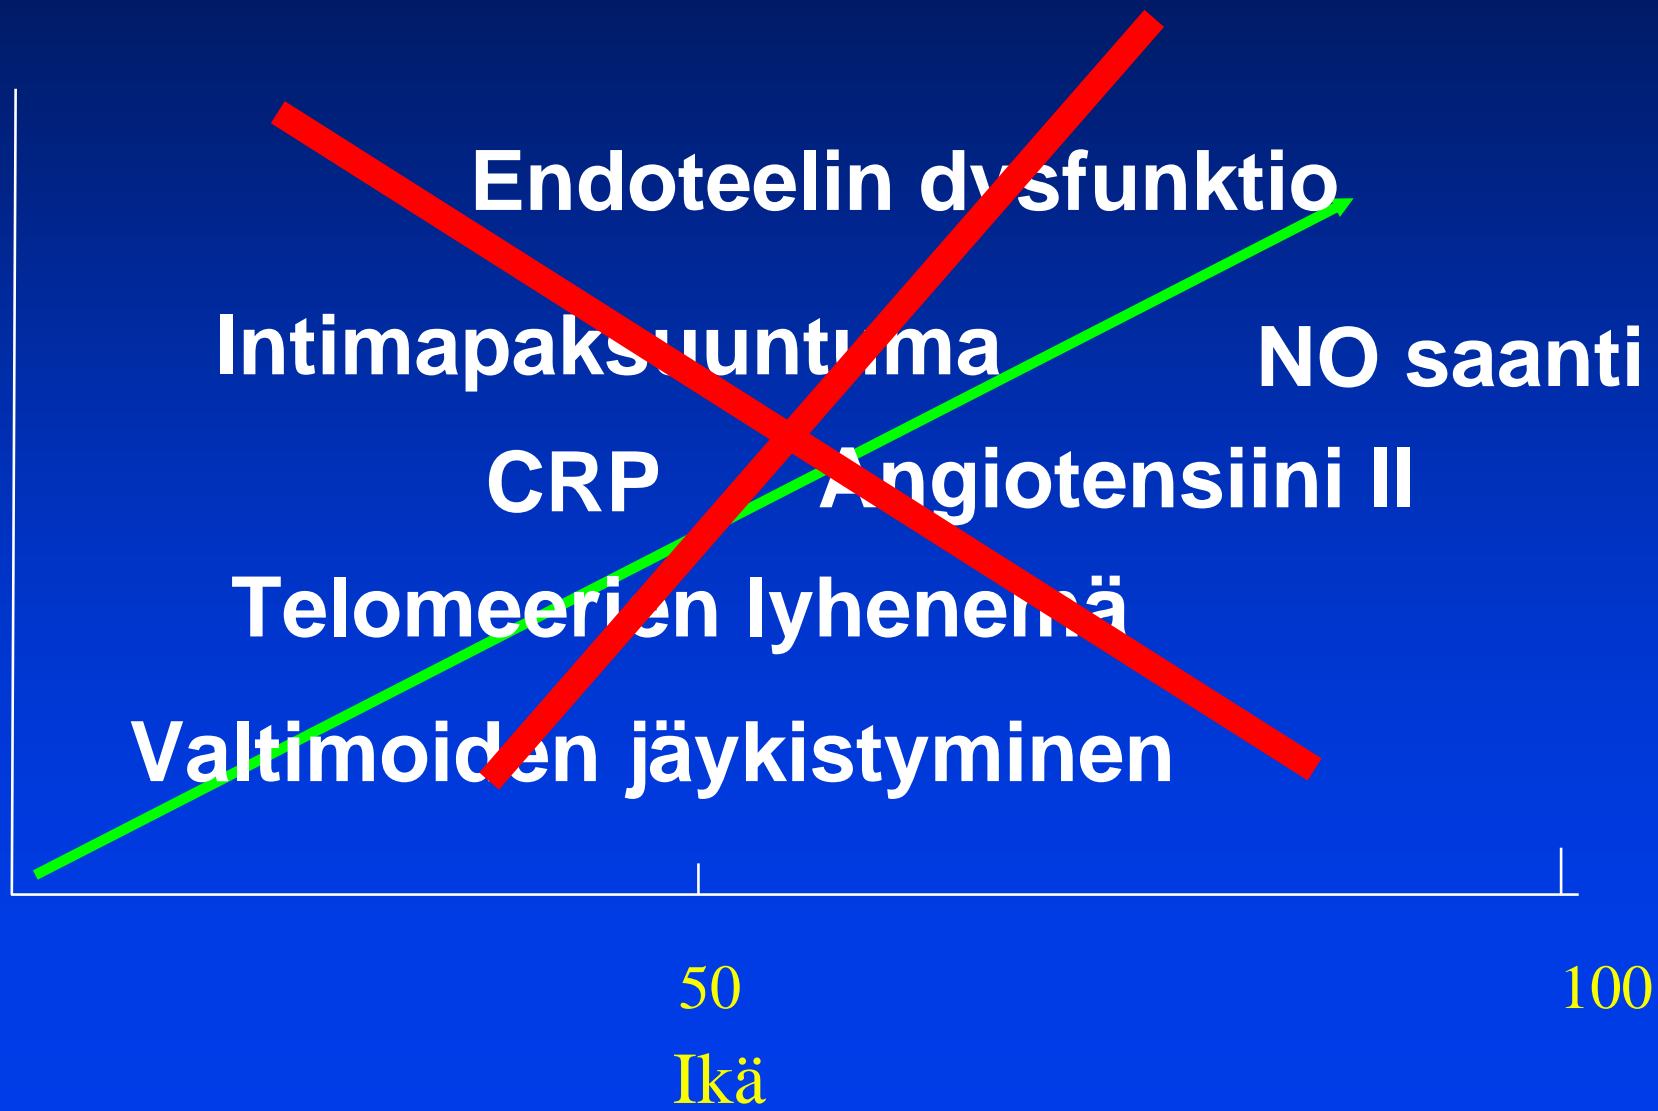 Endoteelin dysfunktio
Intimapaksuuntuma
NO saanti
CRP
Angiotensiini II
Telomeerien lyhenemä
Valtimoiden jäykistyminen
50
100
Ikä